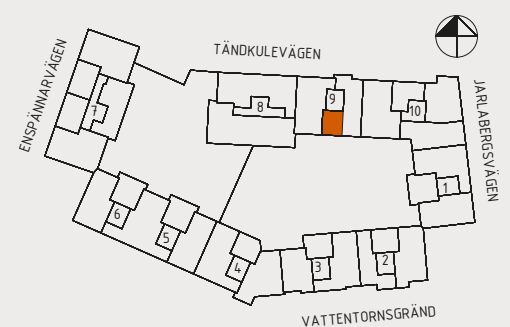 TÄNDKULEVÄGEN
ENSPÄNNARVÄGEN
JARLABERGSVÄGEN
9
8
10
7
1
6
5
4
3
2
VATTENTORNSGRÄND